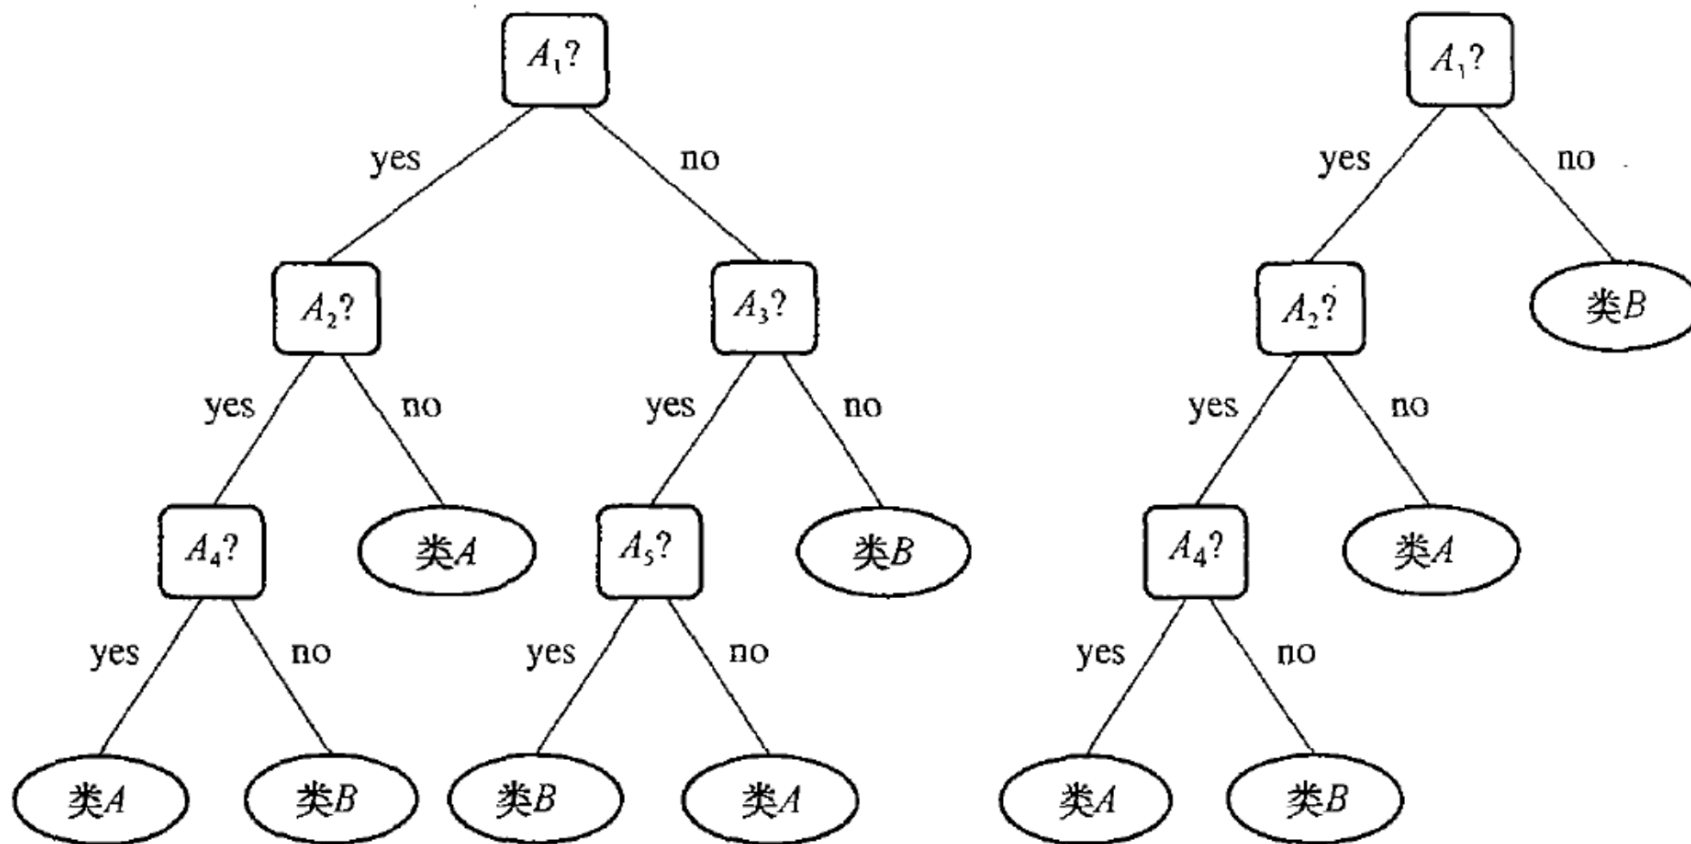 A₁? A₁?
yes no yes no
A₂? A₃? A₂? 类B
yes no yes no yes no
A₄? 类A A₅? 类B A₄? 类A
yes no yes no yes no
类A 类B 类B 类A 类A 类B